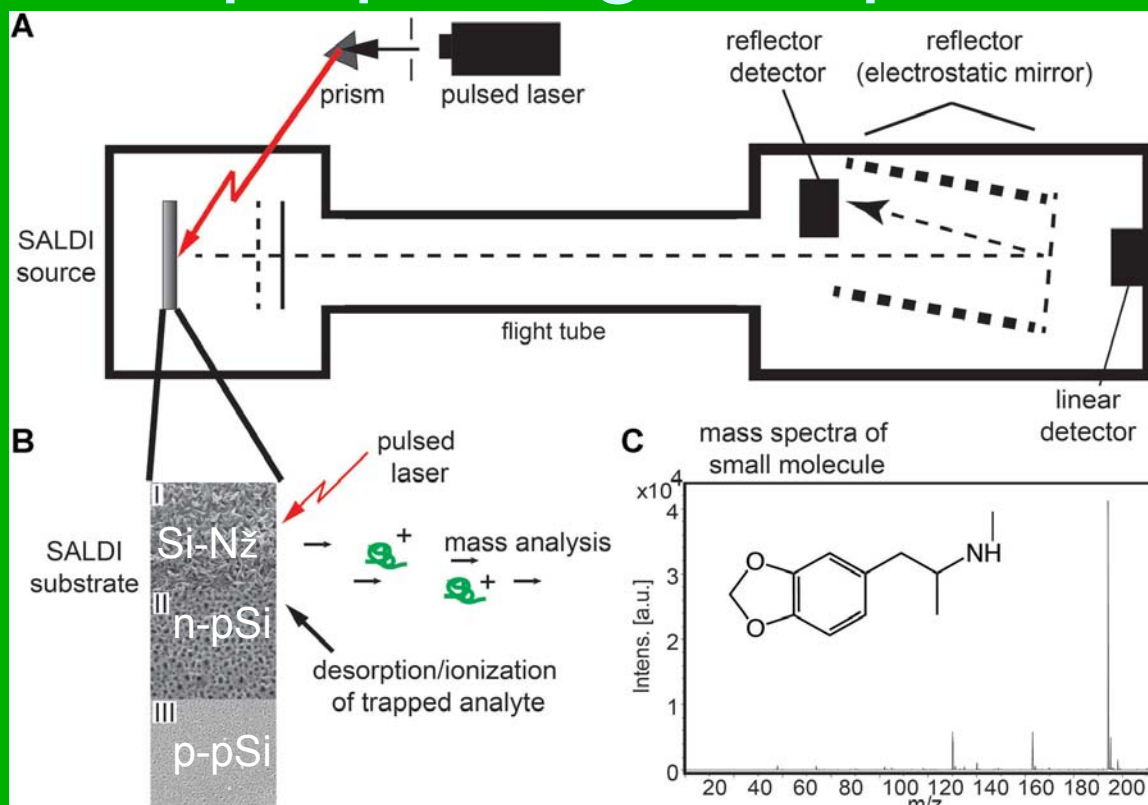 A
prism
pulsed laser
reflector
detector
reflector
(electrostatic mirror)
SALDI
source
flight tube
linear
detector
B
pulsed
laser
SALDI
substrate
I
Si-Nž
II
n-pSi
III
p-pSi
+
+
mass analysis
desorption/ionization
of trapped analyte
C
mass spectra of
small molecule
x10 4
4
3
2
1
0
Intens. [a.u.]
O
O
NH
20 40 60 80 100 120 140 160 180 200
m/z